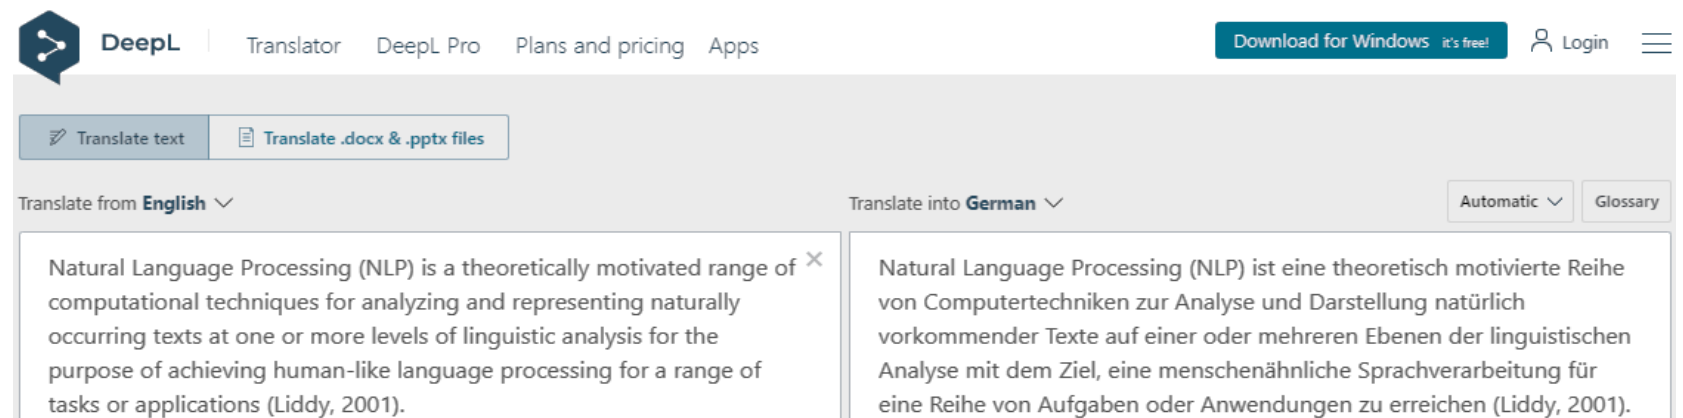 DeepL Translator DeepL Pro Plans and pricing Apps Download for Windows it's free! Login
Translate text Translate .docx & .pptx files
Translate from English
Translate into German Automatic Glossary
Natural Language Processing (NLP) is a theoretically motivated range of
computational techniques for analyzing and representing naturally
occurring texts at one or more levels of linguistic analysis for the
purpose of achieving human-like language processing for a range of
tasks or applications (Liddy, 2001).
Natural Language Processing (NLP) ist eine theoretisch motivierte Reihe
von Computertechniken zur Analyse und Darstellung natürlich
vorkommender Texte auf einer oder mehreren Ebenen der linguistischen
Analyse mit dem Ziel, eine menschenähnliche Sprachverarbeitung für
eine Reihe von Aufgaben oder Anwendungen zu erreichen (Liddy, 2001).